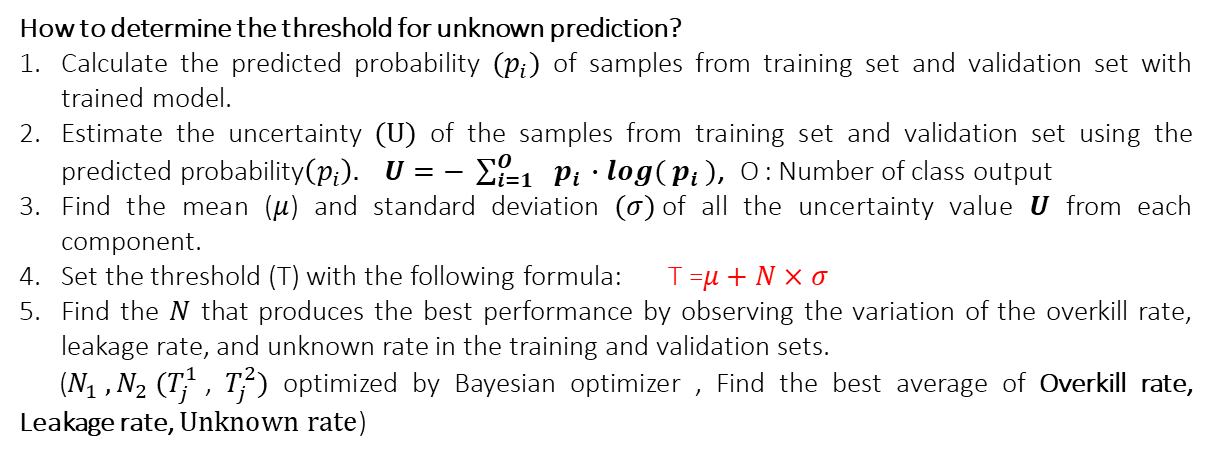 How to determine the threshold for unknown prediction?
1. Calculate the predicted probability (pᵢ) of samples from training set and validation set with
trained model.
2. Estimate the uncertainty (U) of the samples from training set and validation set using the
predicted probability(pᵢ). U = − ∑ᵢ₌₁ᴼ pᵢ · log( pᵢ ), O : Number of class output
3. Find the mean (μ) and standard deviation (σ) of all the uncertainty value U from each
component.
4. Set the threshold (T) with the following formula: T =μ + N × σ
5. Find the N that produces the best performance by observing the variation of the overkill rate,
leakage rate, and unknown rate in the training and validation sets.
(N₁ , N₂ (Tⱼ¹ , Tⱼ²) optimized by Bayesian optimizer , Find the best average of Overkill rate,
Leakage rate, Unknown rate)